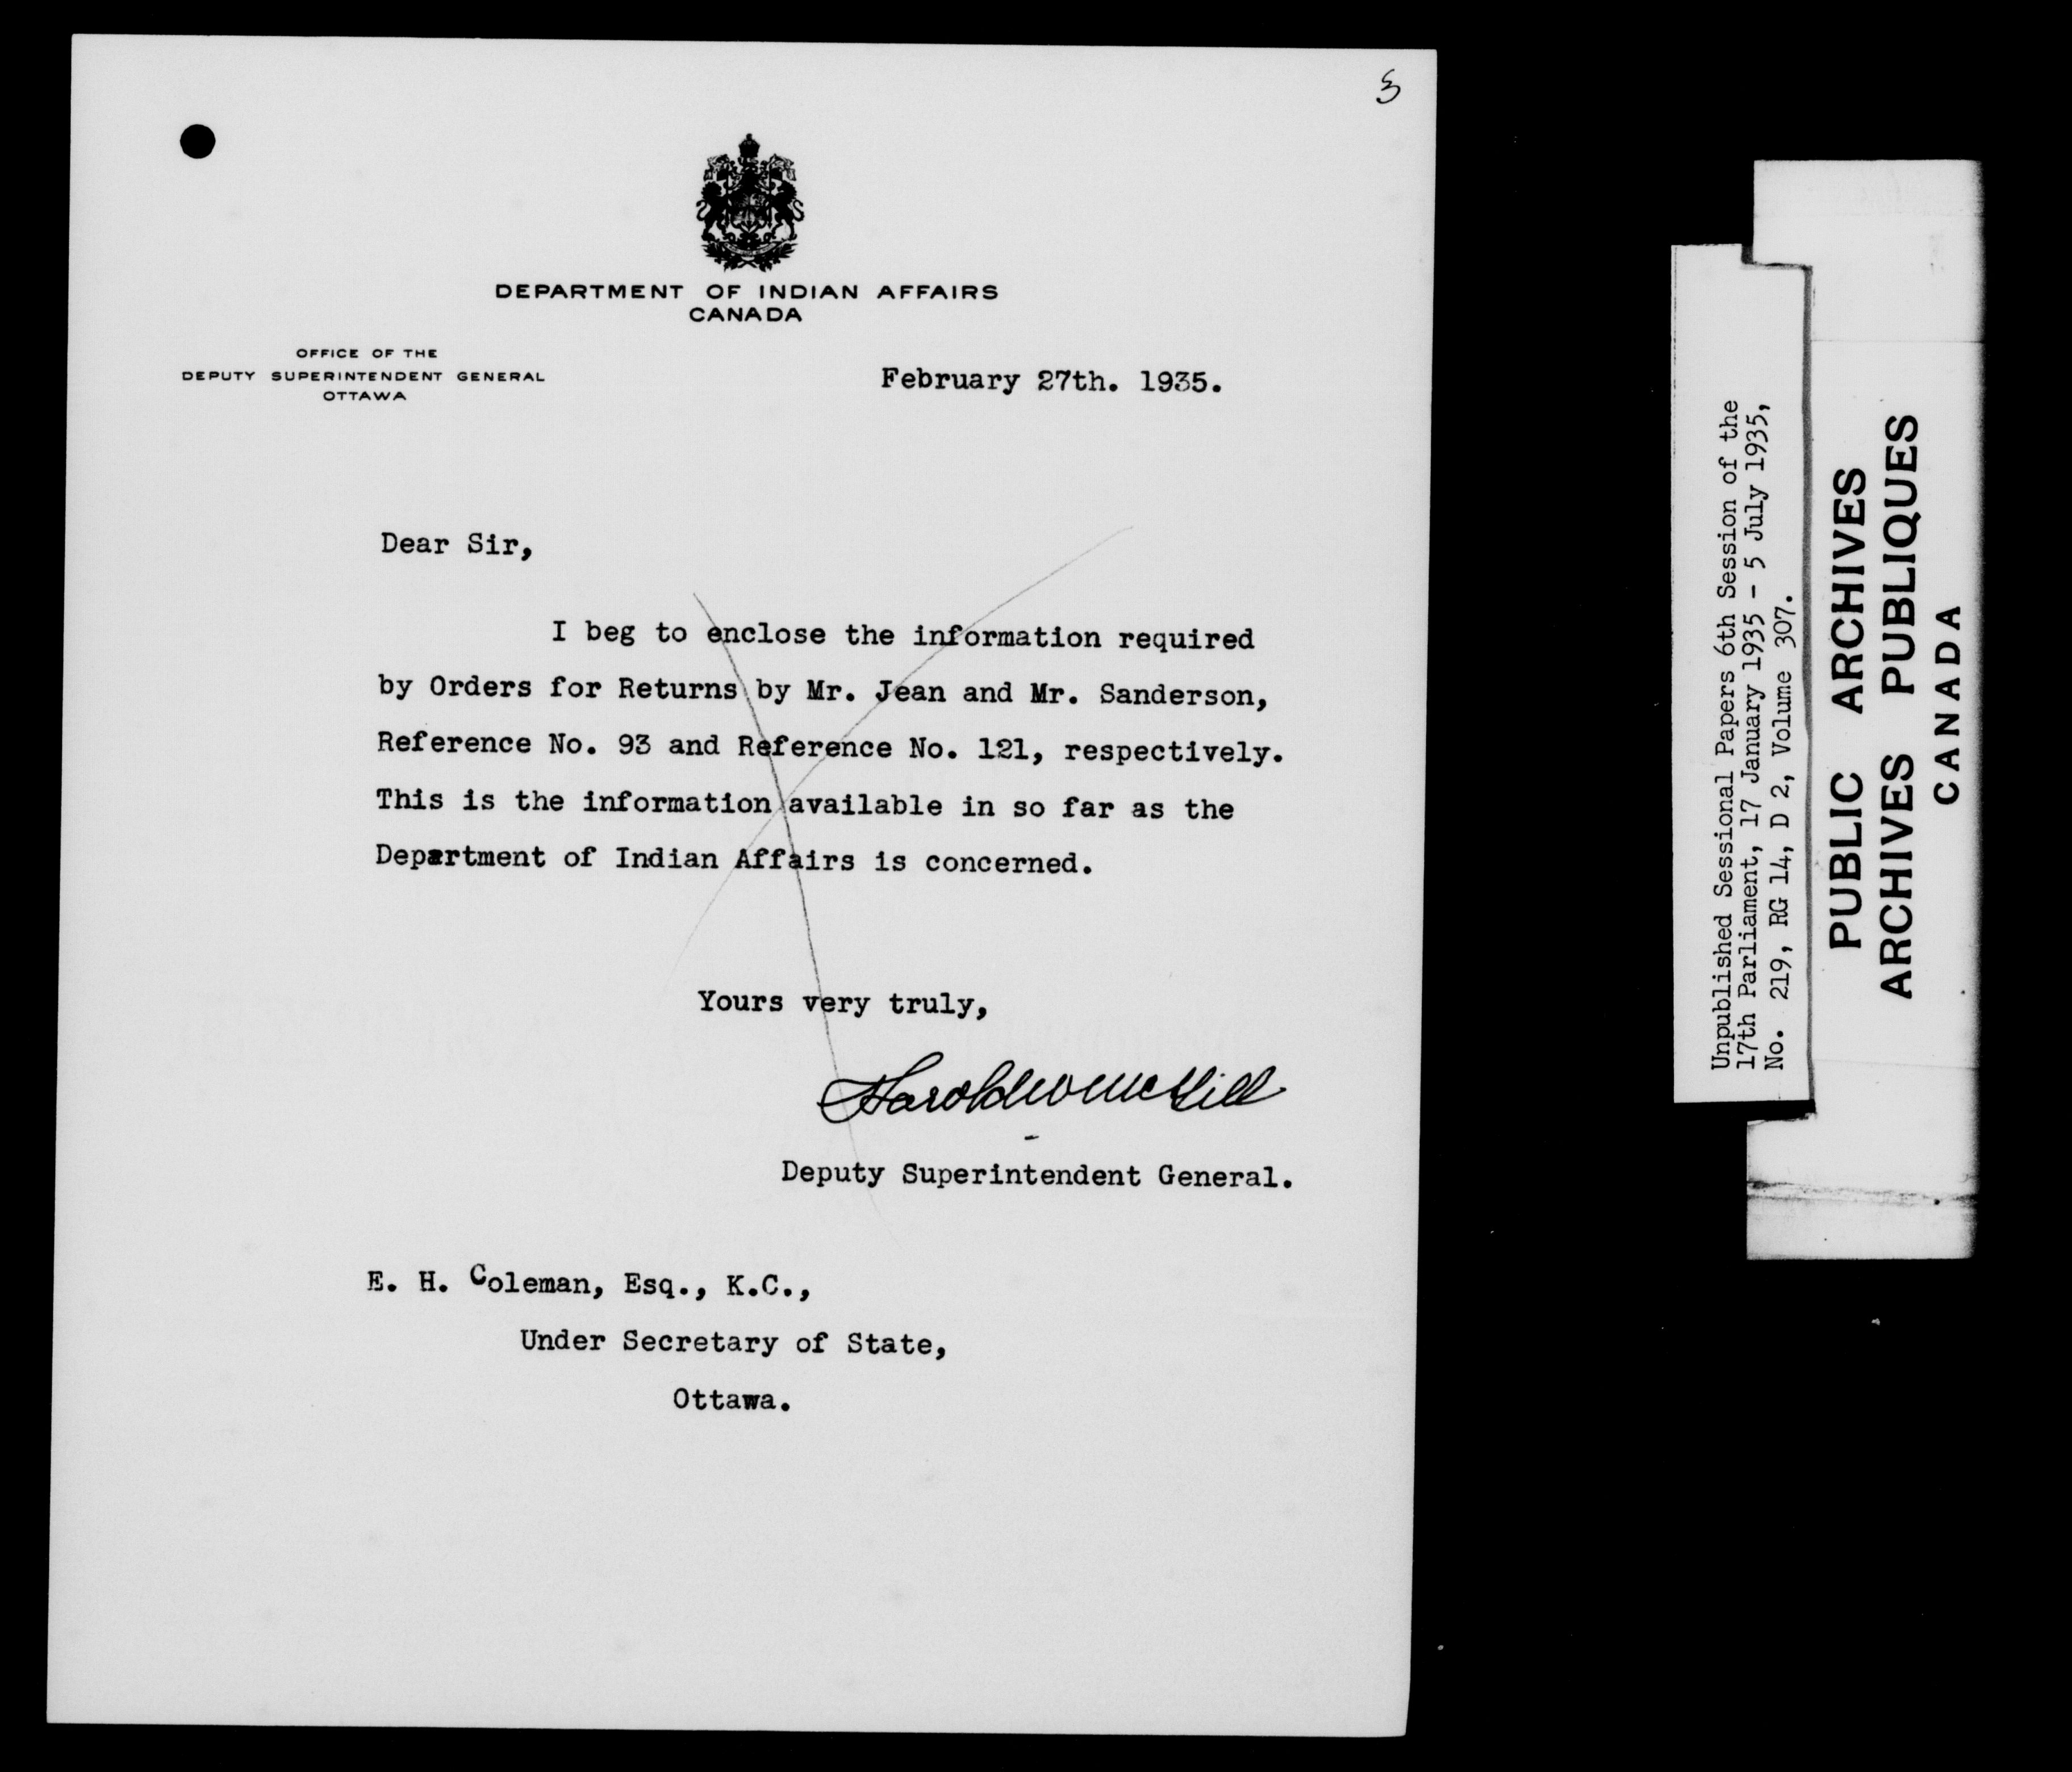 3
DEPARTMENT OF INDIAN AFFAIRS
CANADA
OFFICE OF THE
DEPUTY SUPERINTENDENT GENERAL
OTTAWA
February 27th. 1935.
Dear Sir,
I beg to enclose the information required
by Orders for Returns by Mr. Jean and Mr. Sanderson,
Reference No. 93 and Reference No. 121, respectively.
This is the information available in so far as the
Department of Indian Affairs is concerned.
Yours very truly,
Harold W McGill
Deputy Superintendent General.
E. H. Coleman, Esq., K.C.,
Under Secretary of State,
Ottawa.
Unpublished Sessional Papers 6th Session of the
17th Parliament, 17 January 1935 - 5 July 1935,
No. 219, RG 14, D 2, Volume 307.
PUBLIC ARCHIVES
ARCHIVES PUBLIQUES
CANADA